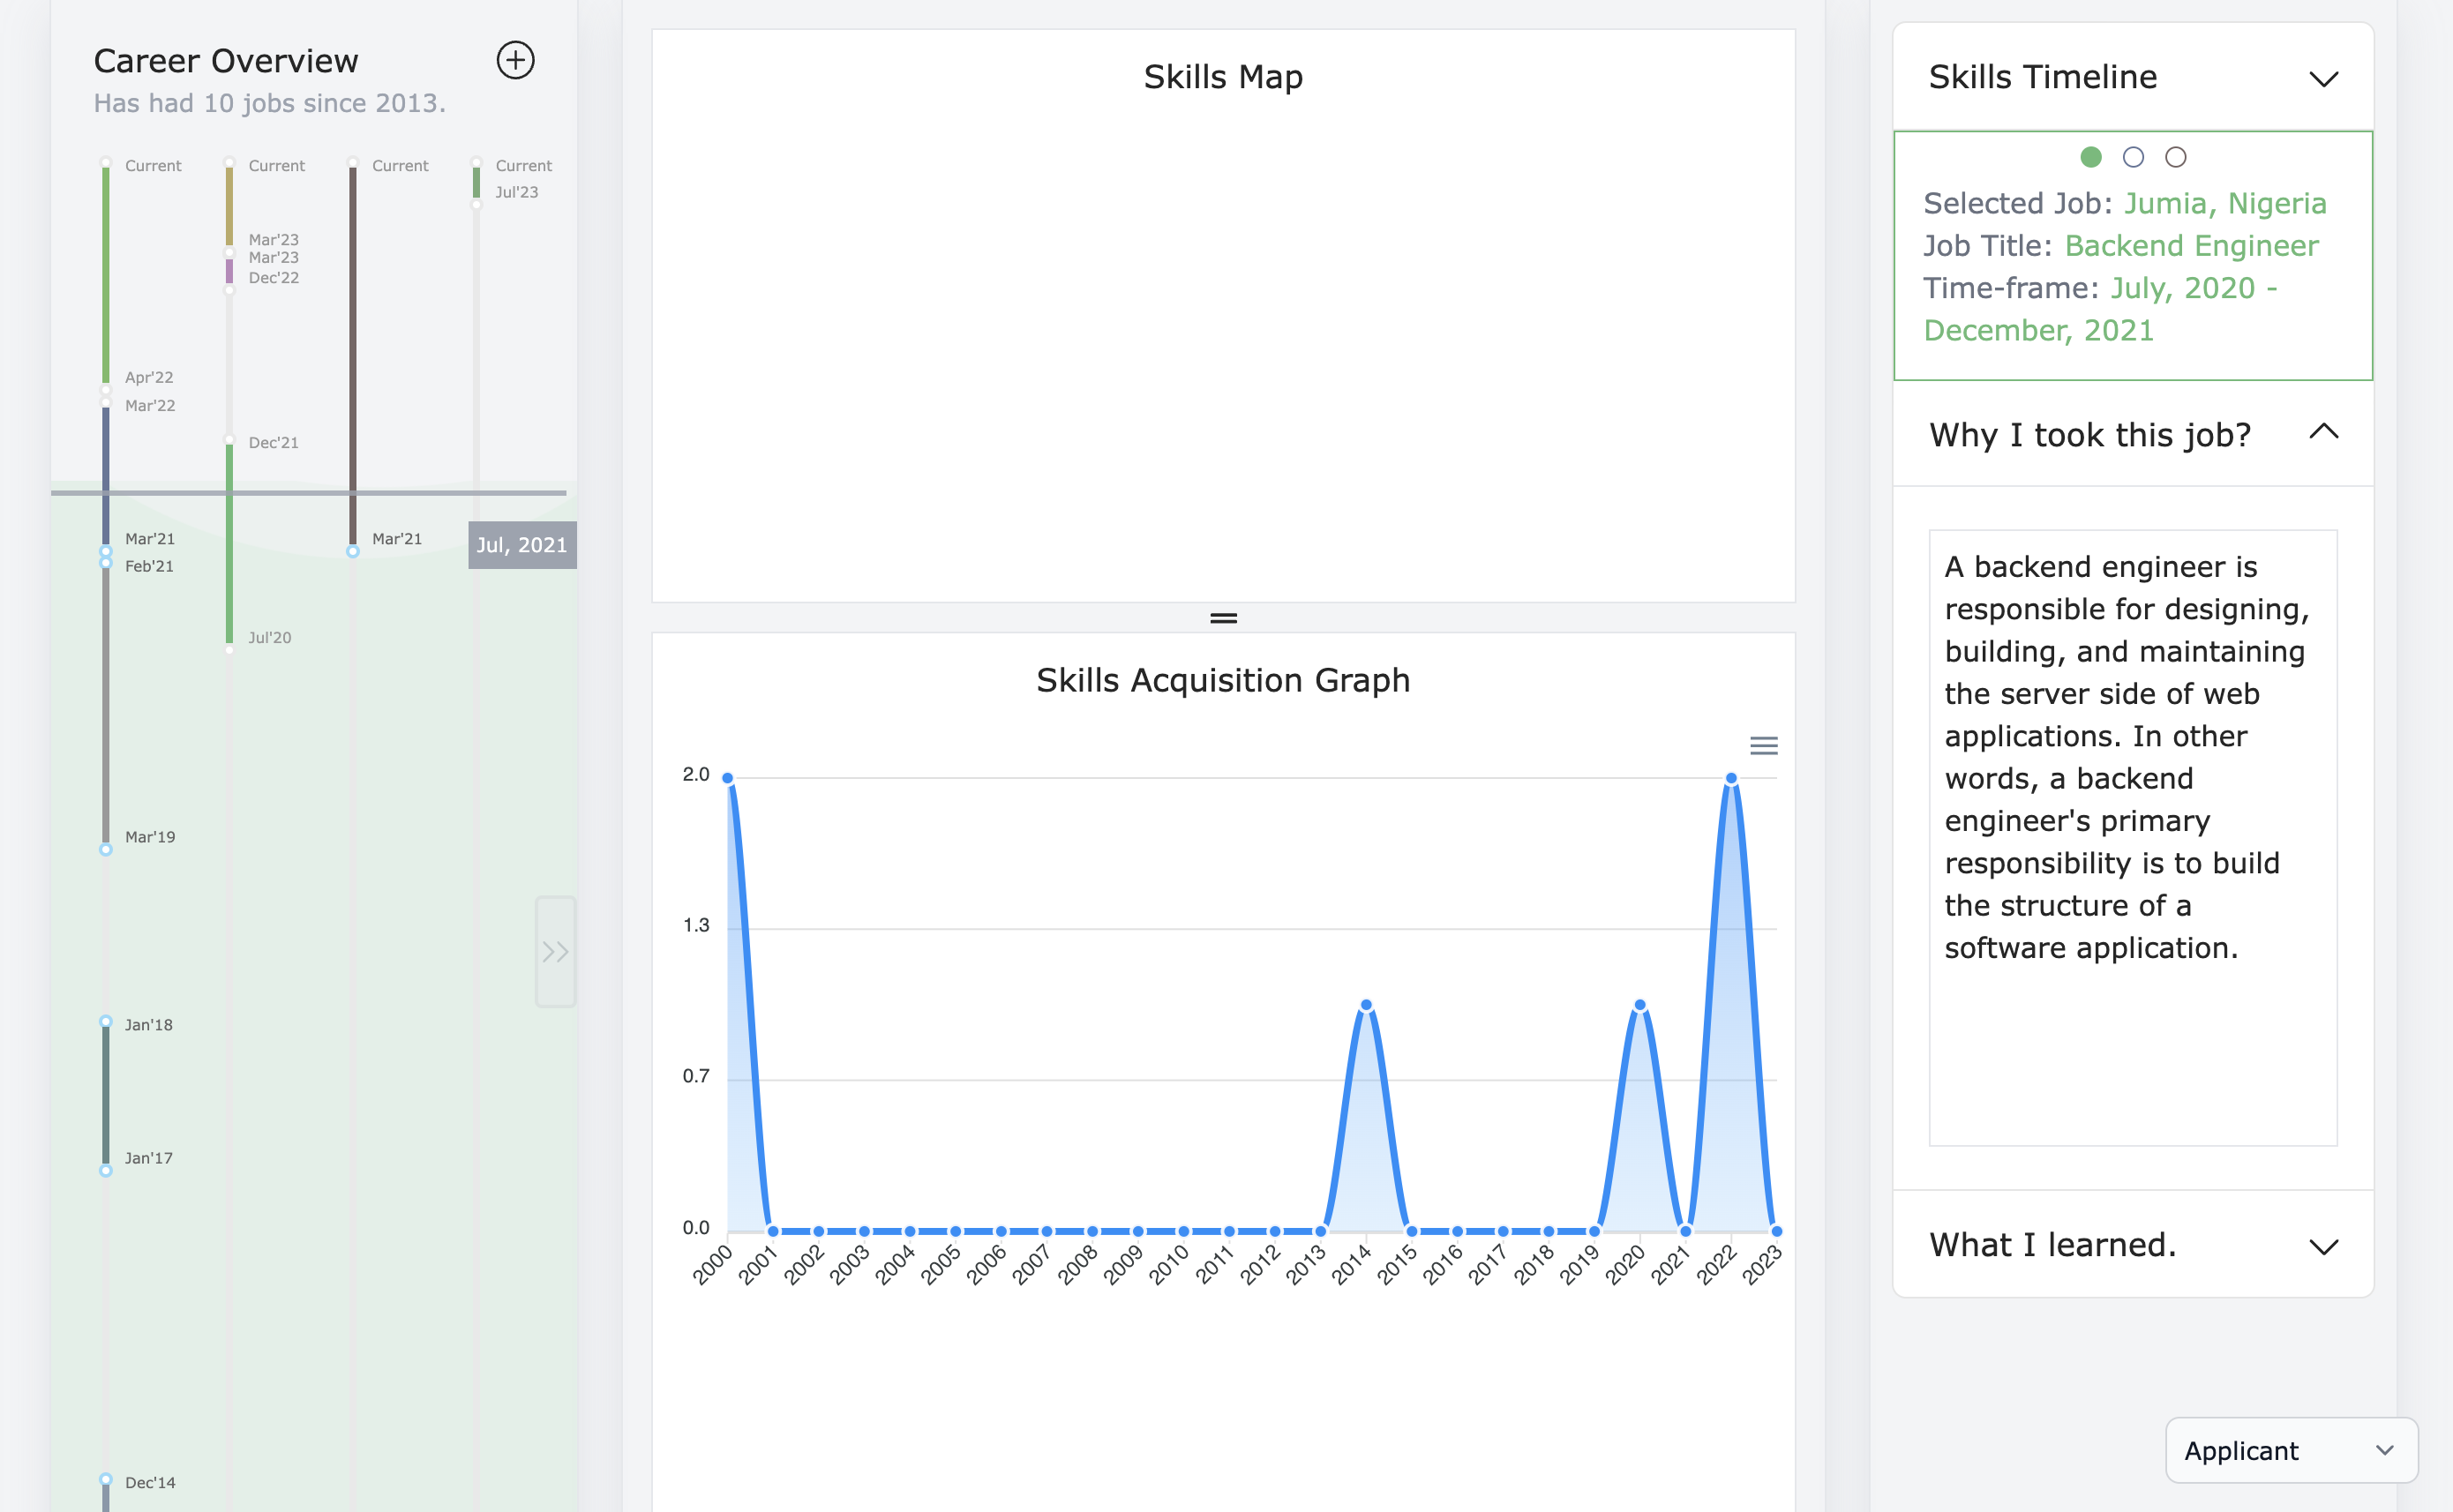 Career Overview
Has had 10 jobs since 2013.
Current
Current
Current
Current
Jul'23
Mar'23
Mar'23
Dec'22
Apr'22
Mar'22
Dec'21
Mar'21
Mar'21
Jul, 2021
Feb'21
Jul'20
Mar'19
Jan'18
Jan'17
Dec'14
Skills Map
Skills Acquisition Graph
2.0
1.3
0.7
0.0
2000
2001
2002
2003
2004
2005
2006
2007
2008
2009
2010
2011
2012
2013
2014
2015
2016
2017
2018
2019
2020
2021
2022
2023
Skills Timeline
Selected Job: Jumia, Nigeria
Job Title: Backend Engineer
Time-frame: July, 2020 -
December, 2021
Why I took this job?
A backend engineer is
responsible for designing,
building, and maintaining
the server side of web
applications. In other
words, a backend
engineer's primary
responsibility is to build
the structure of a
software application.
What I learned.
Applicant